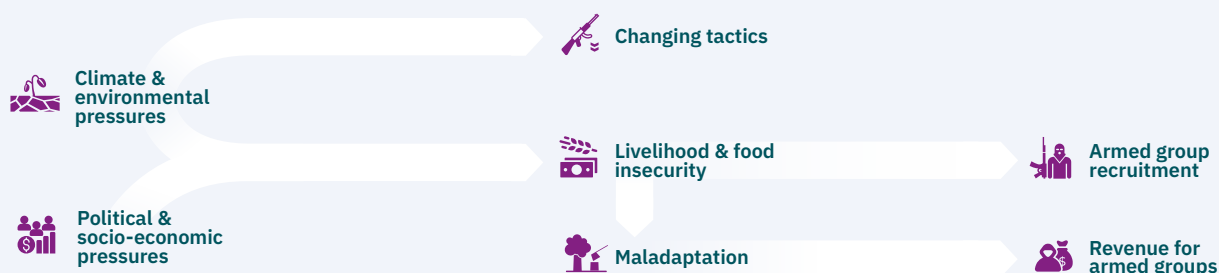 Changing tactics
Climate &
environmental
pressures
Livelihood & food
insecurity
Armed group
recruitment
Political &
socio-economic
pressures
Maladaptation
Revenue for
armed groups